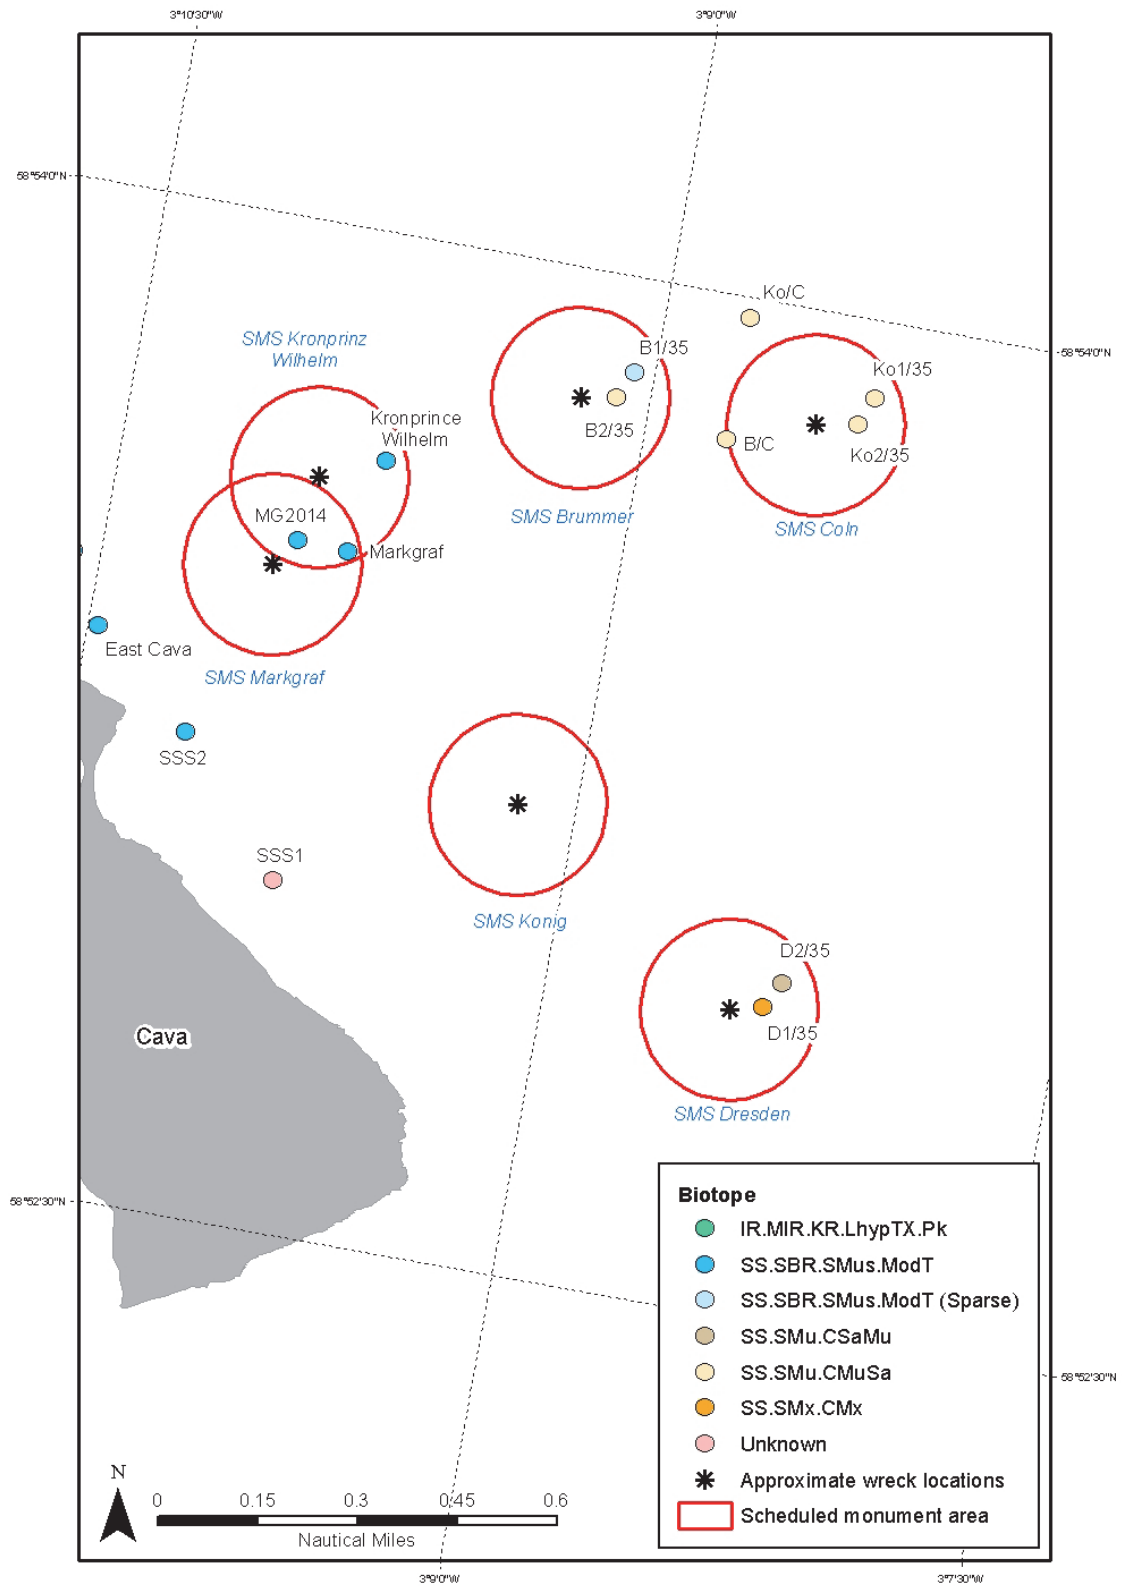 3°10'30"W
3°9'0"W
58°54'0"N
Ko/C
SMS Kronprinz
Wilhelm
B1/35
58°54'0"N
Ko1/35
Kronprince
Wilhelm
B2/35
B/C
Ko2/35
MG2014
SMS Brummer
SMS Coln
Markgraf
East Cava
SMS Markgraf
SSS2
SSS1
SMS Konig
D2/35
Cava
D1/35
SMS Dresden
58°52'30"N
Biotope
IR.MIR.KR.LhypTX.Pk
SS.SBR.SMus.ModT
SS.SBR.SMus.ModT (Sparse)
SS.SMu.CSaMu
SS.SMu.CMuSa
58°52'30"N
SS.SMx.CMx
Unknown
Approximate wreck locations
Scheduled monument area
N
0 0.15 0.3 0.45 0.6
Nautical Miles
3°9'0"W
3°7'30"W